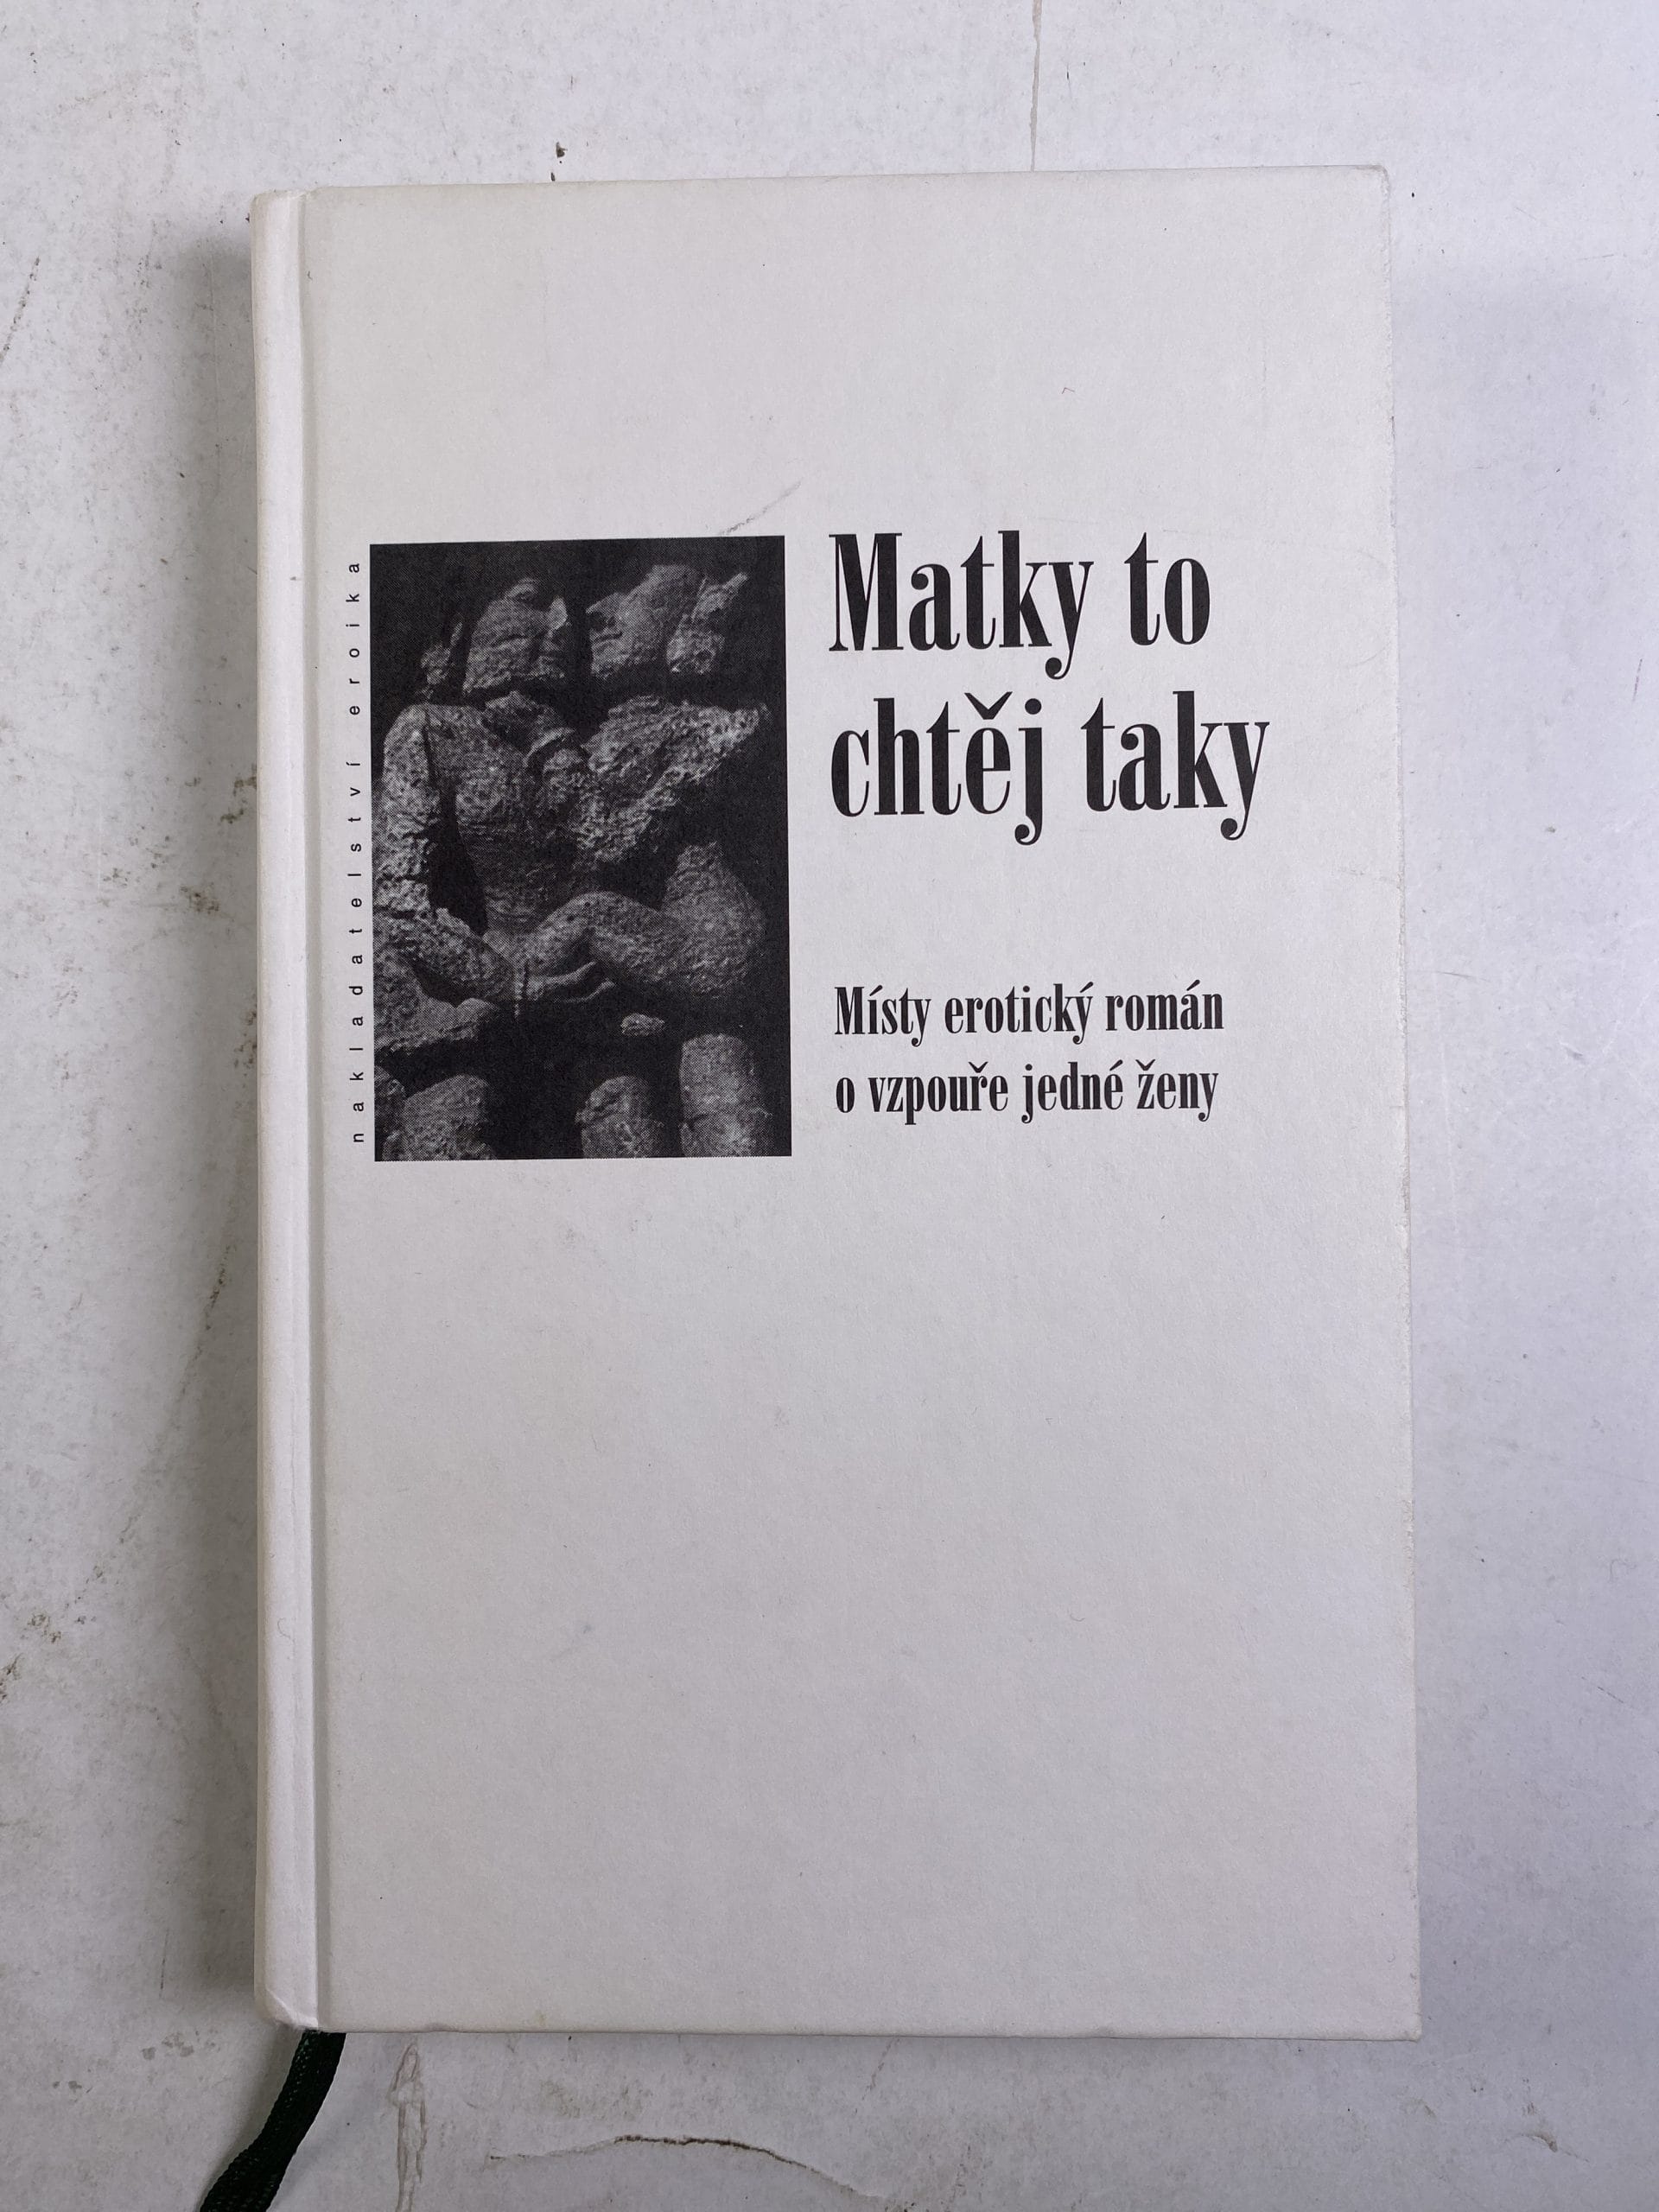 nakladatelství eroika
Matky to
chtěj taky
Místy erotický román
o vzpouře jedné ženy